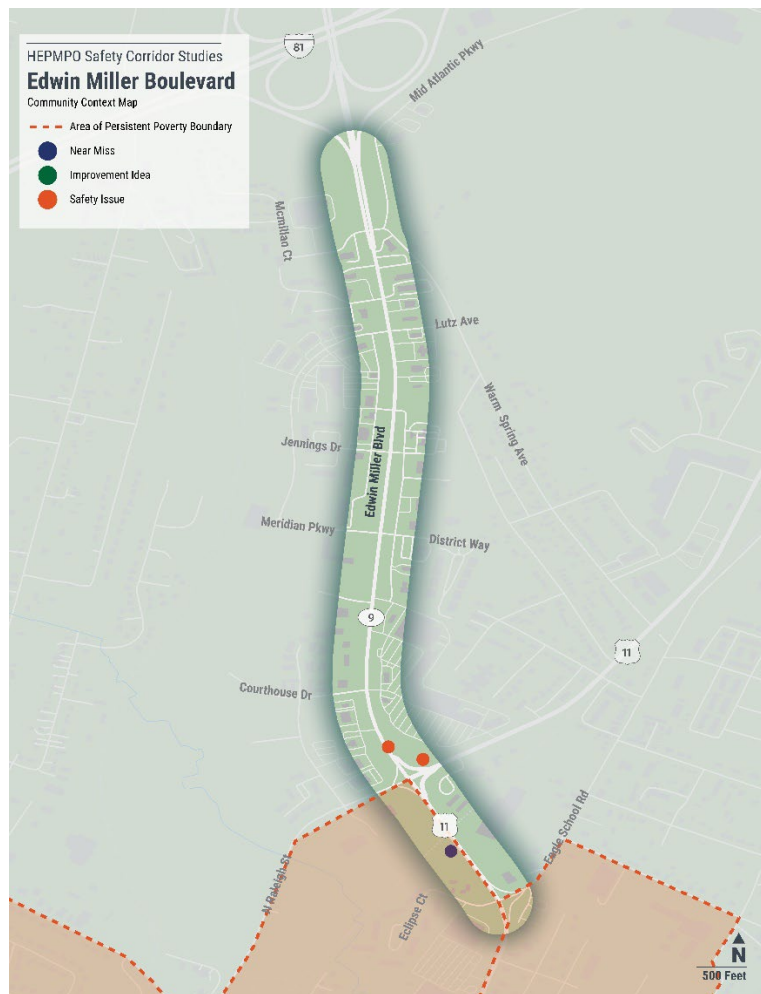 81
Mid Atlantic Pkwy
HEPMPO Safety Corridor Studies
Edwin Miller Boulevard
Community Context Map
Area of Persistent Poverty Boundary
Near Miss
Improvement Idea
Safety Issue
Mcmillan Ct
Lutz Ave
Warm Spring Ave
Jennings Dr
Edwin Miller Blvd
Meridian Pkwy
District Way
9
11
Courthouse Dr
11
Eagle School Rd
N Raleigh St
Eclipse Ct
N
500 Feet